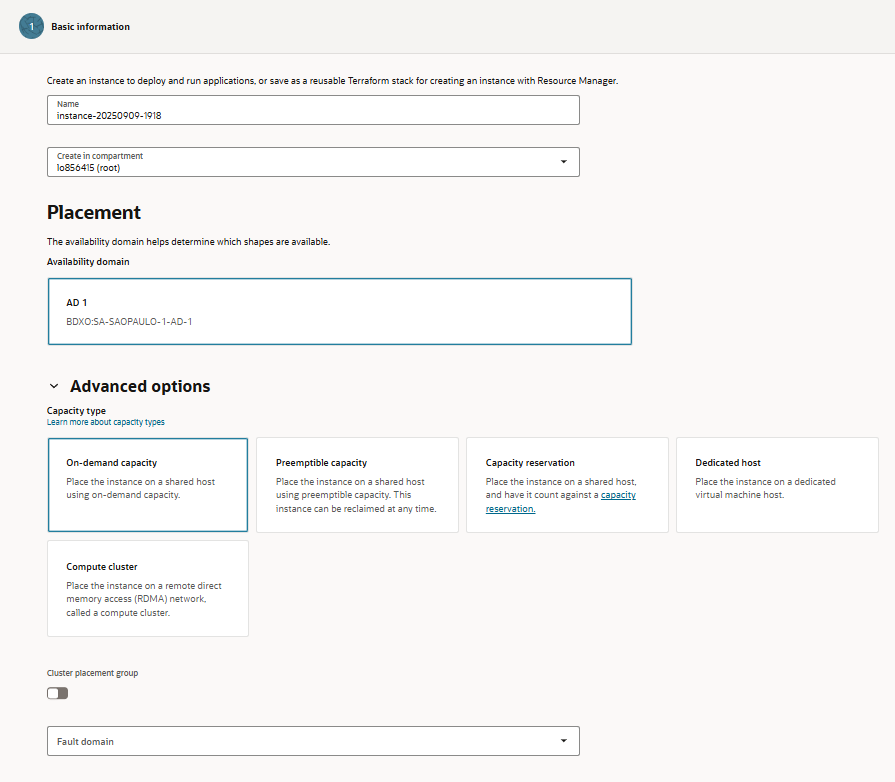 1 Basic information
Create an instance to deploy and run applications, or save as a reusable Terraform stack for creating an instance with Resource Manager.
Name
instance-20250909-1918
Create in compartment
lo856415 (root)
Placement
The availability domain helps determine which shapes are available.
Availability domain
AD 1
BDXO:SA-SAOPAULO-1-AD-1
Advanced options
Capacity type
Learn more about capacity types
On-demand capacity
Place the instance on a shared host
using on-demand capacity.
Preemptible capacity
Place the instance on a shared host
using preemptible capacity. This
instance can be reclaimed at any time.
Capacity reservation
Place the instance on a shared host,
and have it count against a capacity
reservation.
Dedicated host
Place the instance on a dedicated
virtual machine host.
Compute cluster
Place the instance on a remote direct
memory access (RDMA) network,
called a compute cluster.
Cluster placement group
Fault domain